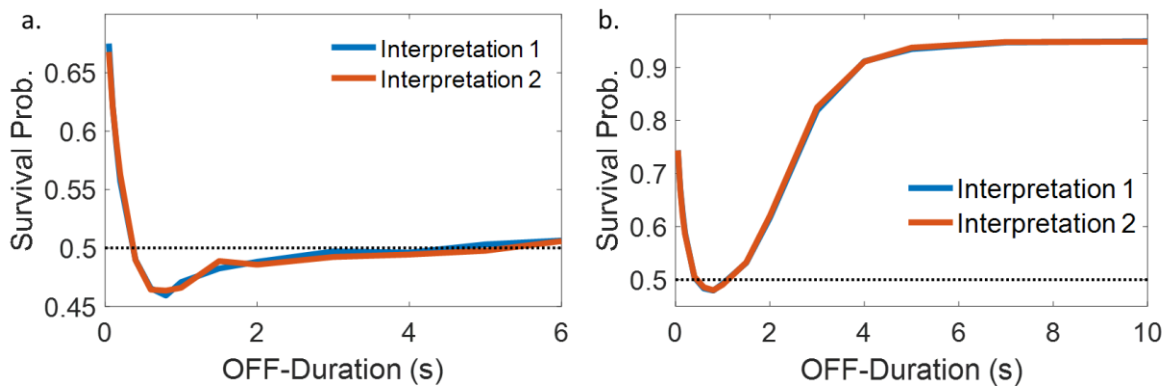 a.
Survival Prob.
0.65
0.6
0.55
0.5
0.45
Interpretation 1
Interpretation 2
0 2 4 6
OFF-Duration (s)
b.
Survival Prob.
0.9
0.8
0.7
0.6
0.5
Interpretation 1
Interpretation 2
0 2 4 6 8 10
OFF-Duration (s)